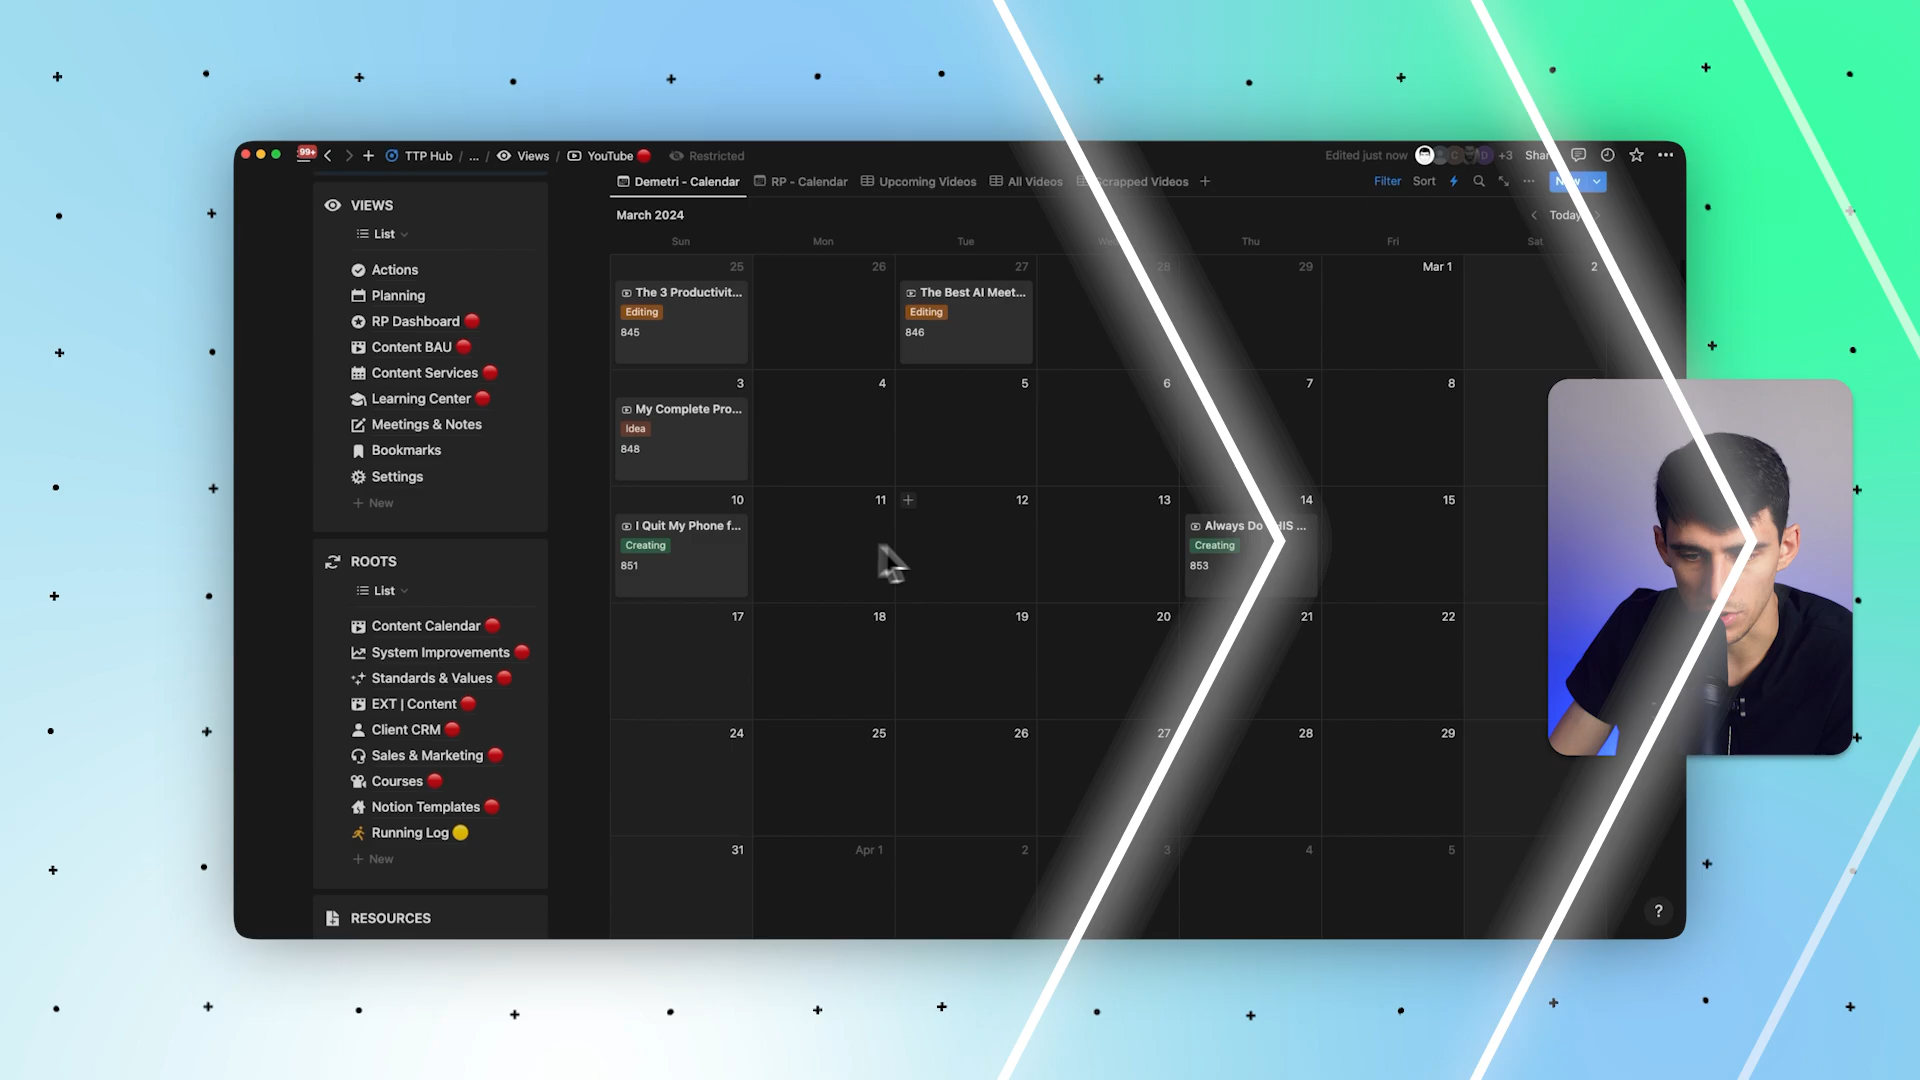 99+ TTP Hub / ... / Views / YouTube Restricted Edited just now C D +3
Demetri - Calendar RP - Calendar Upcoming Videos All Videos Videos Filter Sort
VIEWS
List
Actions
Planning
RP Dashboard
Content BAU
Content Services
Learning Center
Meetings & Notes
Bookmarks
Settings
New
ROOTS
List
Content Calendar
System Improvements
Standards & Values
EXT | Content
Client CRM
Sales & Marketing
Courses
Notion Templates
Running Log
New
RESOURCES
March 2024 Today
Sun Mon Tue Thu Fri Sat
25 26 27 28 29 Mar 1 2
The 3 Productivit... The Best AI Meet...
Editing Editing
845 846
3 4 5 6 7 8
My Complete Pro...
Idea
848
10 11 12 13 14 15
I Quit My Phone f... Always Do
Creating Creating
851 853
17 18 19 20 21 22
24 25 26 27 28 29
31 Apr 1 2 3 4 5
?